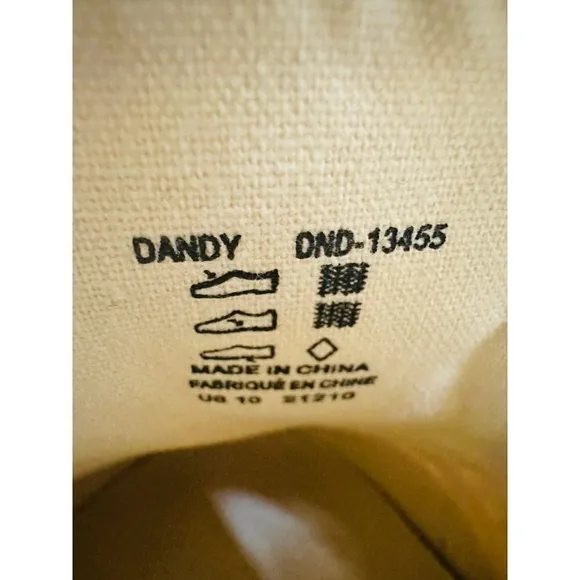 DANDY DND-13455
MADE IN CHINA
FABRIQUÉ EN CHINE
US 10 21210